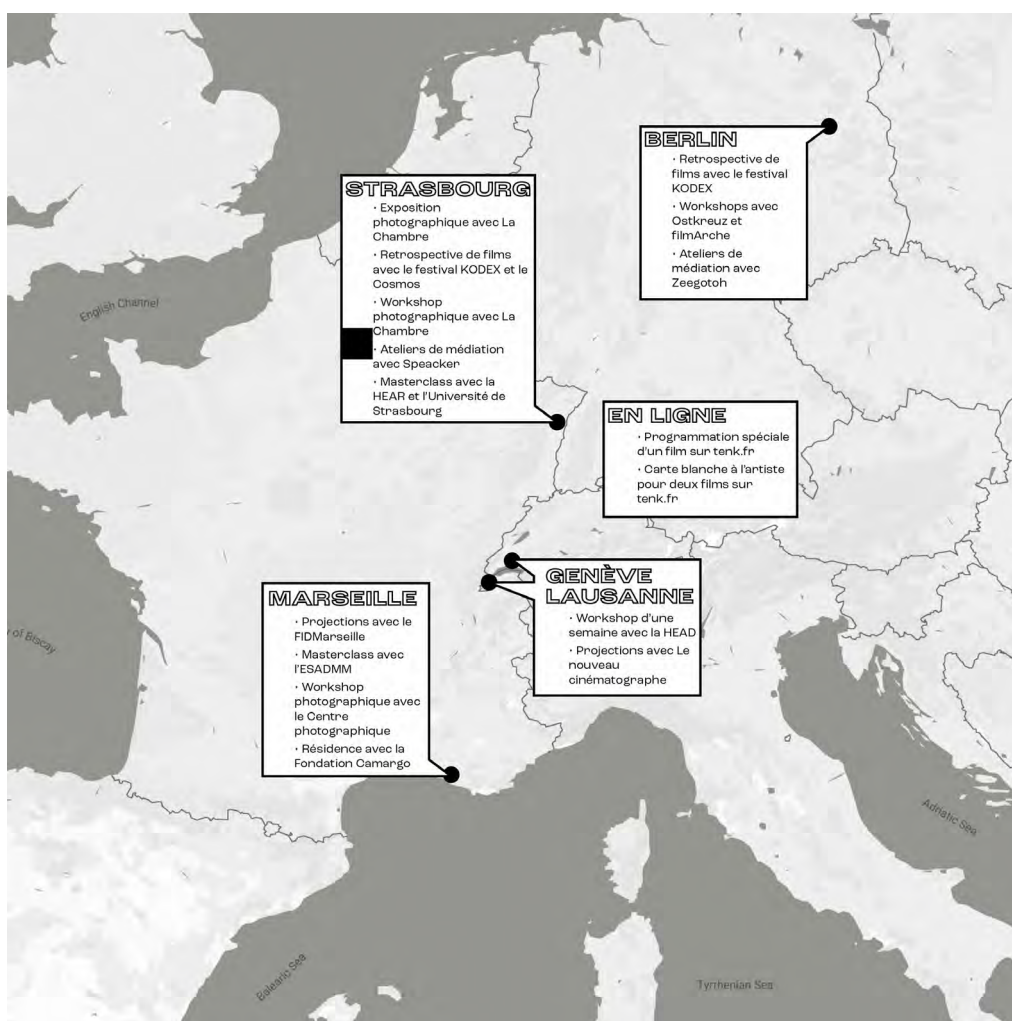 BERLIN
· Retrospective de
films avec le festival
KODEX
· Workshops avec
Ostkreuz et
filmArche
· Ateliers de
médiation avec
Zeegotoh
STRASBOURG
· Exposition
photographique avec La
Chambre
· Retrospective de films
avec le festival KODEX et le
Cosmos
· Workshop
photographique avec La
Chambre
· Ateliers de médiation
avec Speacker
· Masterclass avec la
HEAR et l'Université de
Strasbourg
English Channel
EN LIGNE
· Programmation spéciale
d'un film sur tenk.fr
· Carte blanche à l'artiste
pour deux films sur
tenk.fr
GENÈVE
LAUSANNE
· Workshop d'une
semaine avec la HEAD
· Projections avec Le
nouveau
cinématographe
MARSEILLE
· Projections avec le
FIDMarseille
· Masterclass avec
l'ESADMM
· Workshop
photographique avec
le Centre
photographique
· Résidence avec la
Fondation Camargo
y of Biscay
Adriatic Sea
Balearic Sea
Tyrrhenian Sea